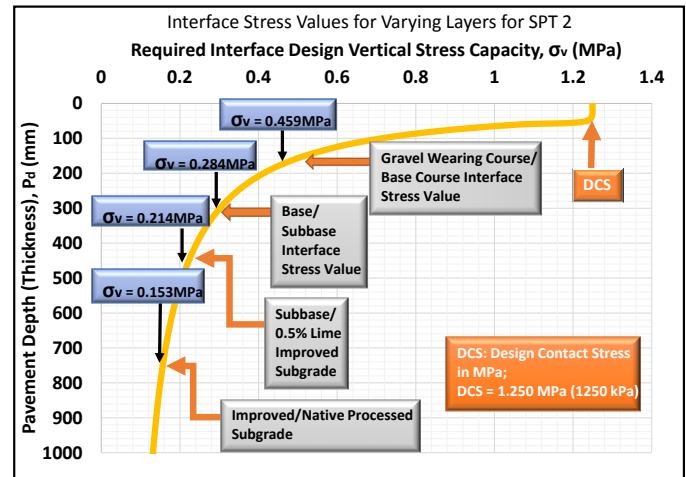 Interface Stress Values for Varying Layers for SPT 2
Required Interface Design Vertical Stress Capacity, σv (MPa)
0 0.2 0.4 0.6 0.8 1 1.2 1.4
Pavement Depth (Thickness), Pd (mm)
0
100
200
300
400
500
600
700
800
900
1000
σv = 0.459MPa
σv = 0.284MPa
σv = 0.214MPa
σv = 0.153MPa
Gravel Wearing Course/
Base Course Interface
Stress Value
DCS
Base/
Subbase
Interface
Stress Value
Subbase/
0.5% Lime
Improved
Subgrade
Improved/Native Processed
Subgrade
DCS: Design Contact Stress
in MPa;
DCS = 1.250 MPa (1250 kPa)